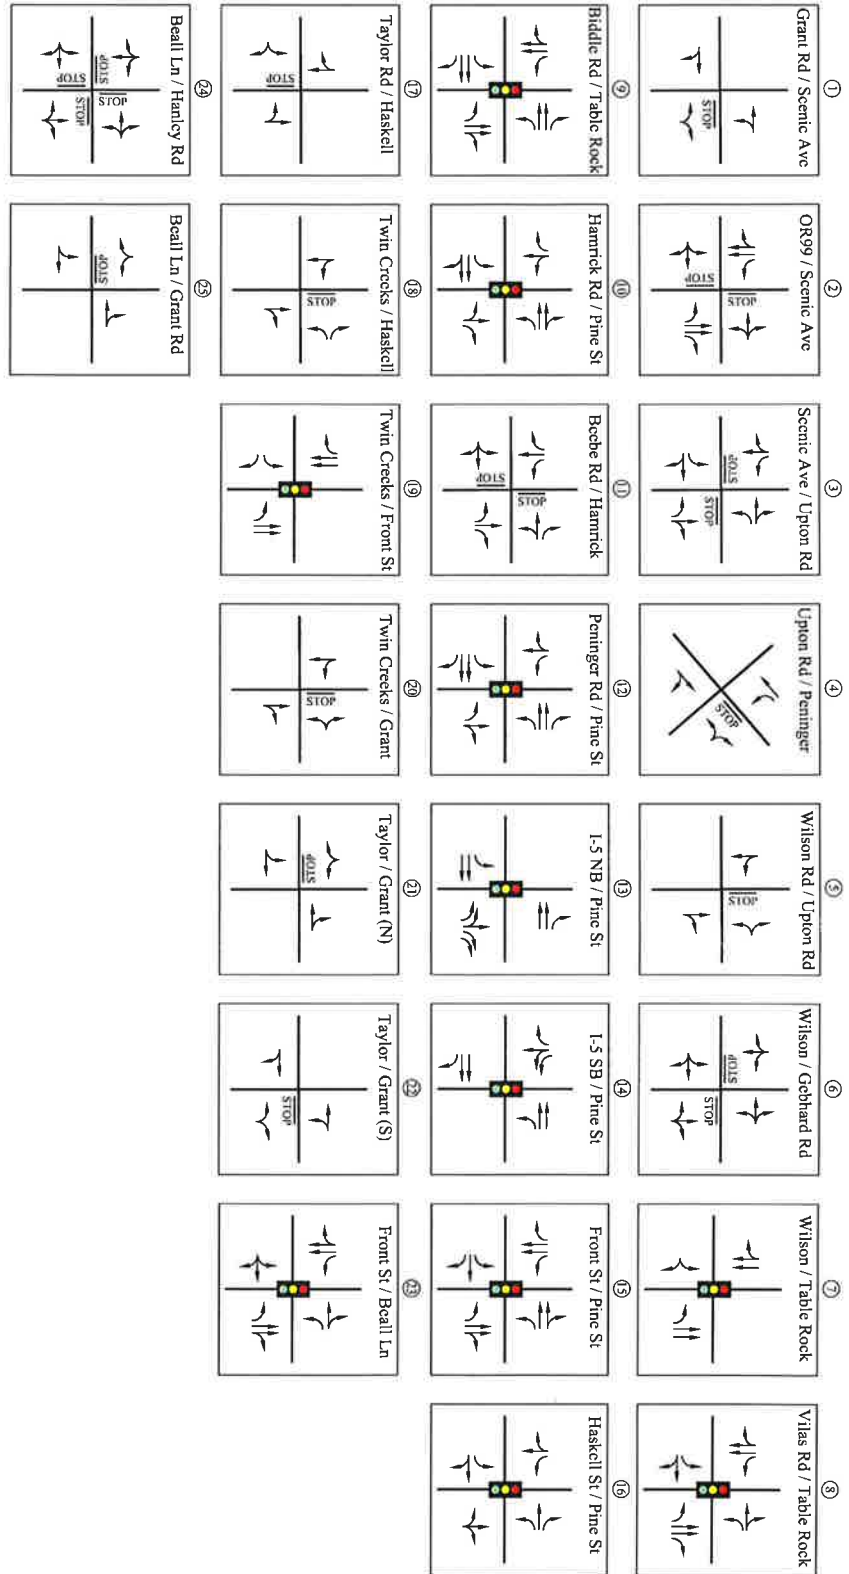 ①
Grant Rd / Scenic Ave
STOP
②
OR99 / Scenic Ave
STOP
STOP
③
Scenic Ave / Upton Rd
STOP
STOP
④
Upton Rd / Peninger
STOP
⑤
Wilson Rd / Upton Rd
STOP
⑥
Wilson / Gebhard Rd
STOP
STOP
⑦
Wilson / Table Rock
⑧
Vilas Rd / Table Rock
⑨
Biddle Rd / Table Rock
⑩
Hamrick Rd / Pine St
⑪
Beebe Rd / Hamrick
STOP
STOP
⑫
Peninger Rd / Pine St
⑬
I-5 NB / Pine St
⑭
I-5 SB / Pine St
⑮
Front St / Pine St
⑯
Haskell St / Pine St
⑰
Taylor Rd / Haskell
STOP
⑱
Twin Creeks / Haskell
STOP
⑲
Twin Creeks / Front St
⑳
Twin Creeks / Grant
STOP
㉑
Taylor / Grant (N)
STOP
㉒
Taylor / Grant (S)
STOP
㉓
Front St / Beall Ln
㉔
Beall Ln / Hanley Rd
STOP
STOP
STOP
STOP
㉕
Beall Ln / Grant Rd
STOP